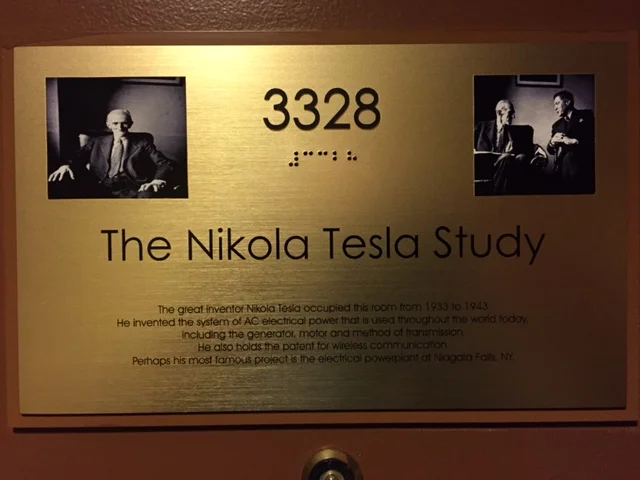 3328
⠼⠉⠉⠃⠓
The Nikola Tesla Study
The great inventor Nikola Tesla occupied this room from 1933 to 1943.
He invented the system of AC electrical power that is used throughout the world today,
including the generator, motor and method of transmission.
He also holds the patent for wireless communication.
Perhaps his most famous project is the electrical powerplant at Niagara Falls, NY.